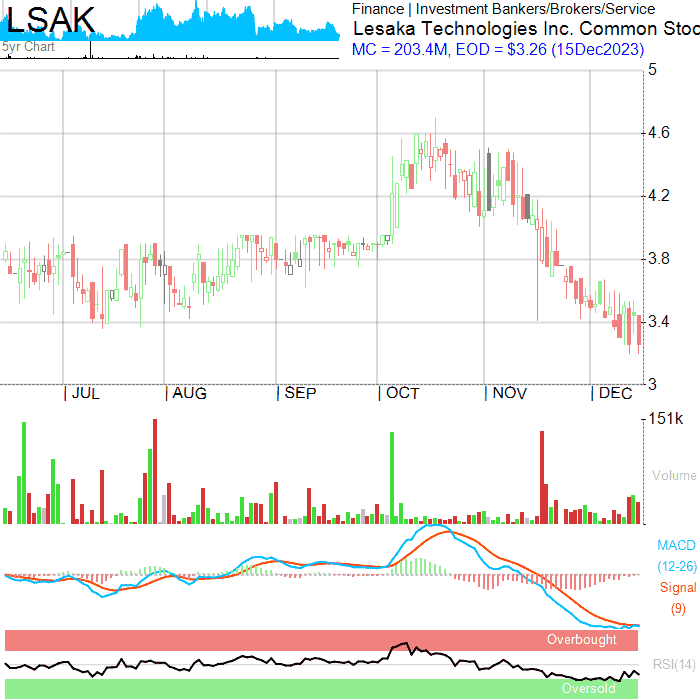 LSAK
5yr Chart
Finance | Investment Bankers/Brokers/Service
Lesaka Technologies Inc. Common Stoc
MC = 203.4M, EOD = $3.26 (15Dec2023)
5
4.6
4.2
3.8
3.4
3
JUL
AUG
SEP
OCT
NOV
DEC
151k
Volume
MACD
(12-26)
Signal
(9)
Overbought
RSI(14)
Oversold